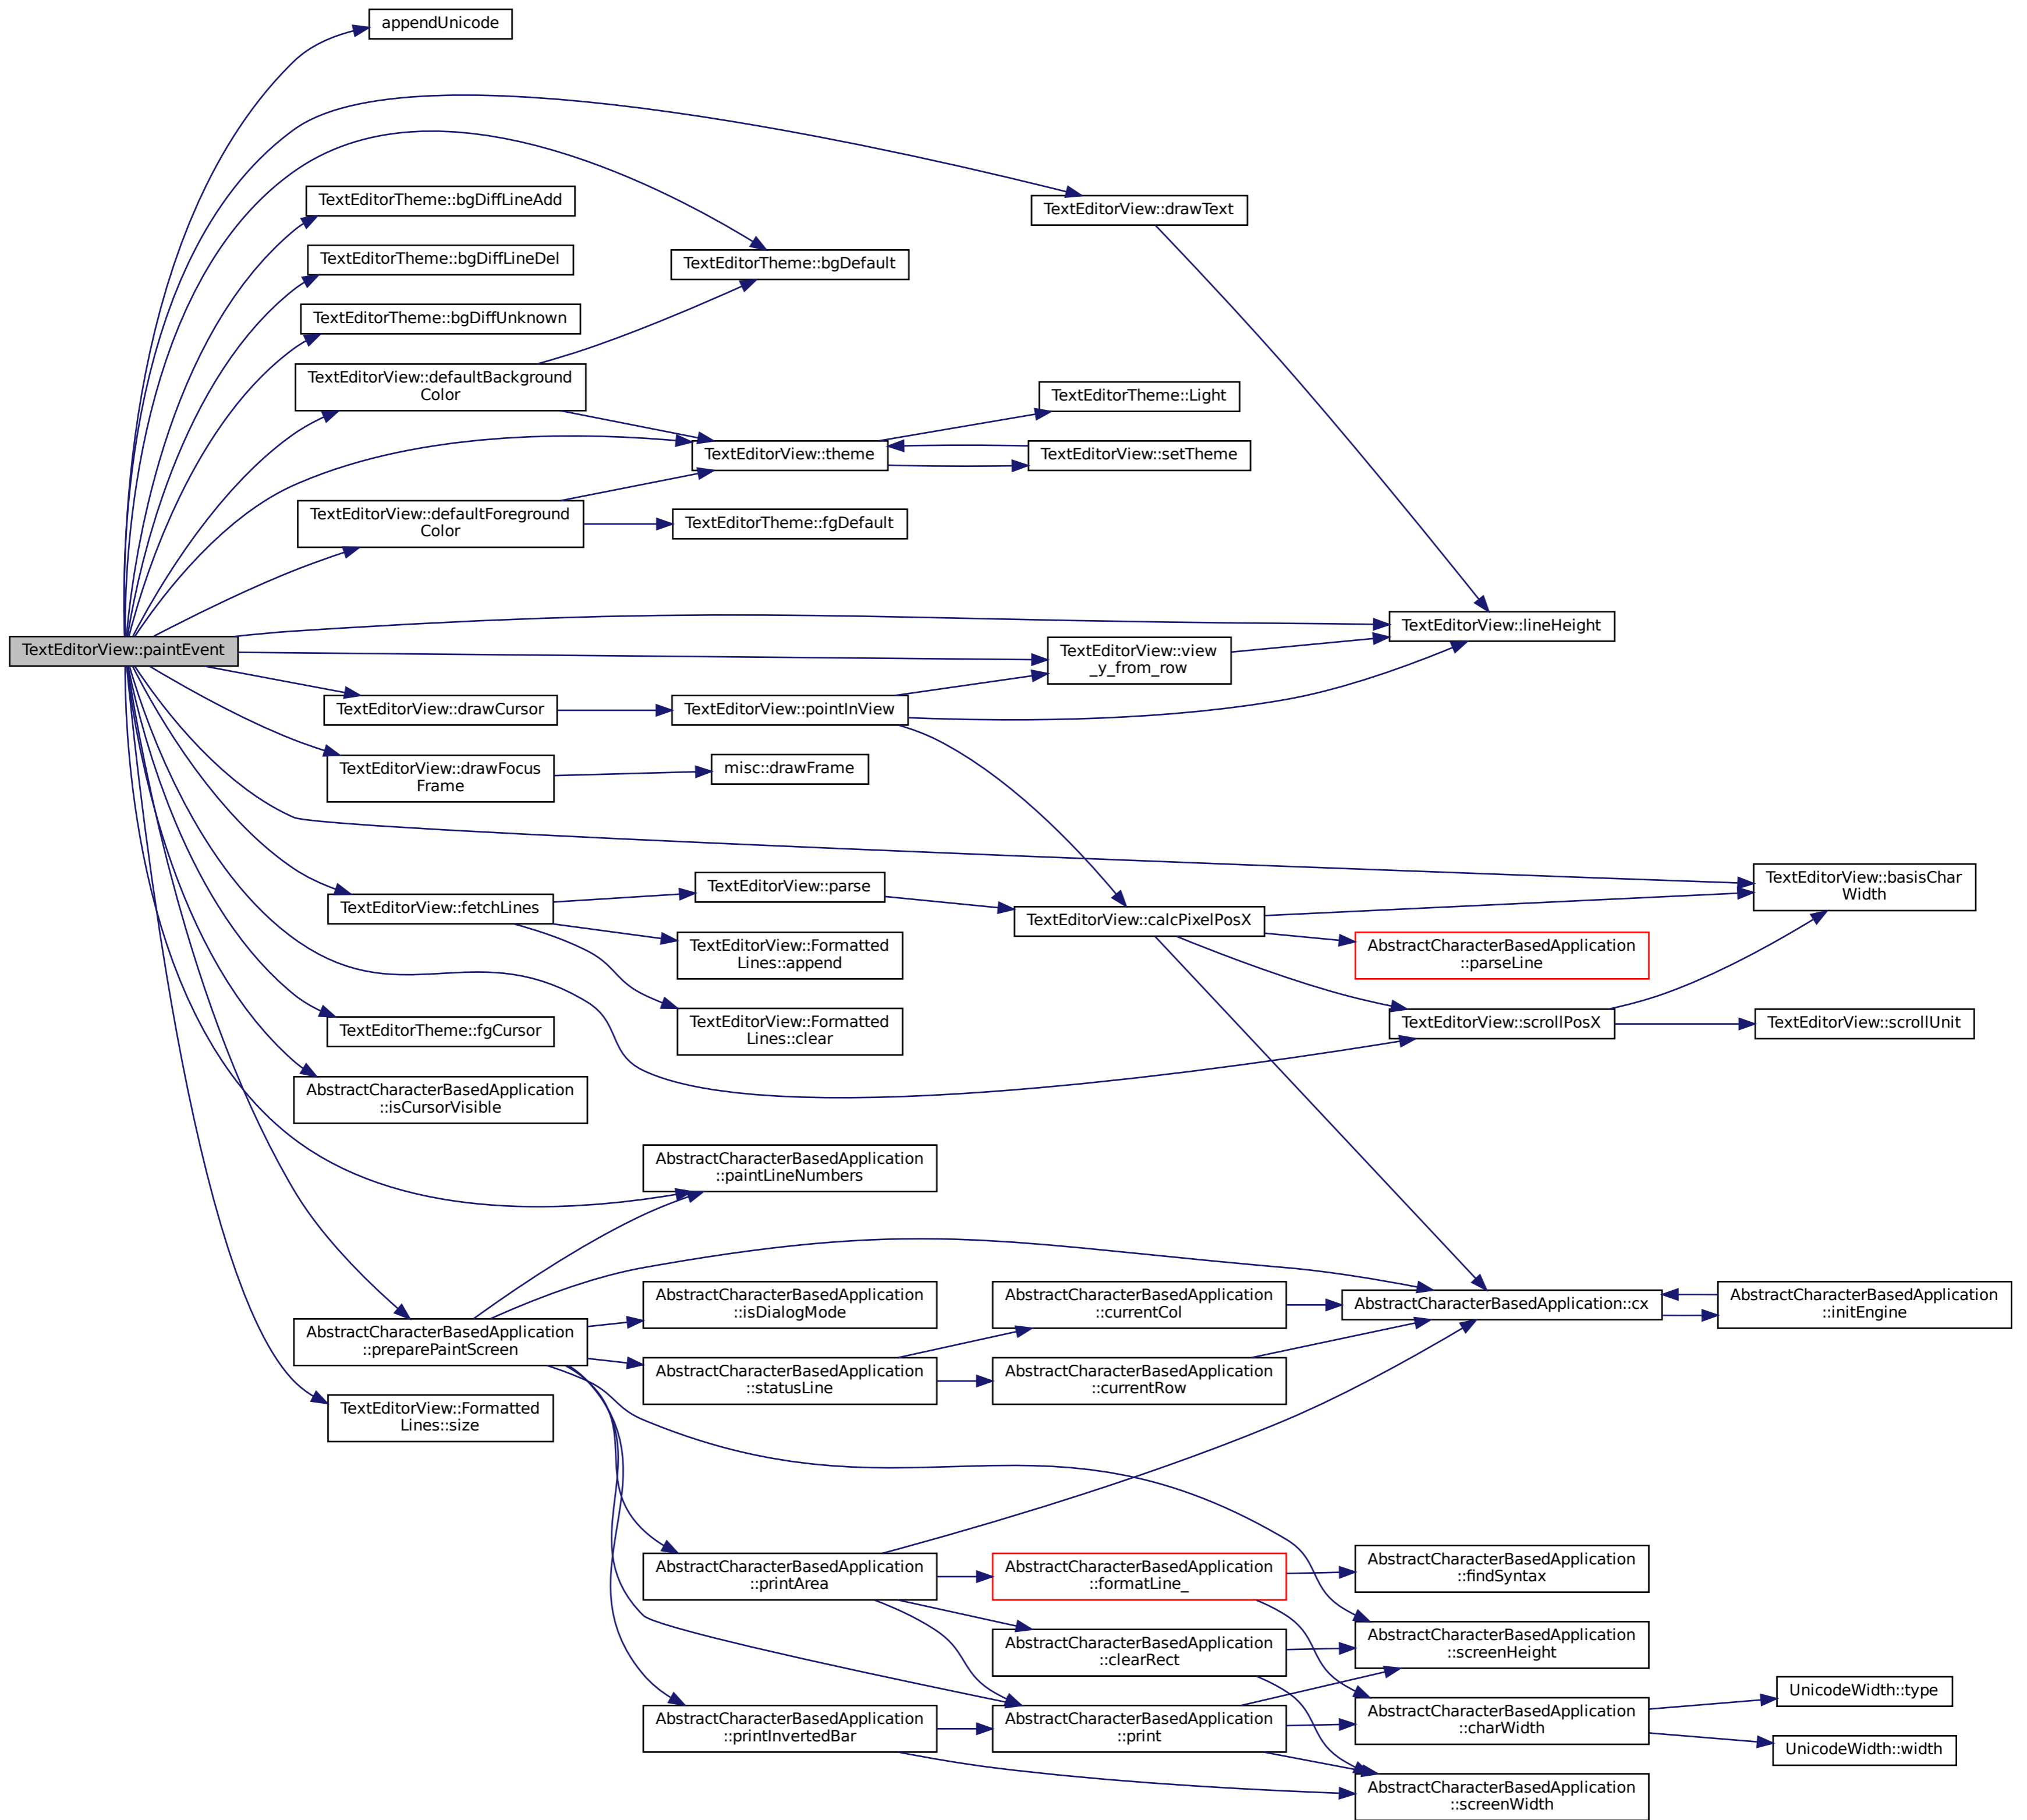 appendUnicode
TextEditorView::drawText
TextEditorTheme::bgDiffLineAdd
TextEditorTheme::bgDiffLineDel
TextEditorTheme::bgDefault
TextEditorTheme::bgDiffUnknown
TextEditorView::defaultBackground
Color
TextEditorTheme::Light
TextEditorView::theme
TextEditorView::setTheme
TextEditorView::defaultForeground
Color
TextEditorTheme::fgDefault
TextEditorView::lineHeight
TextEditorView::paintEvent
TextEditorView::view
_y_from_row
TextEditorView::drawCursor
TextEditorView::pointInView
TextEditorView::drawFocus
Frame
misc::drawFrame
TextEditorView::basisChar
Width
TextEditorView::parse
TextEditorView::fetchLines
TextEditorView::calcPixelPosX
TextEditorView::Formatted
Lines::append
AbstractCharacterBasedApplication
::parseLine
TextEditorTheme::fgCursor
TextEditorView::Formatted
Lines::clear
TextEditorView::scrollPosX
TextEditorView::scrollUnit
AbstractCharacterBasedApplication
::isCursorVisible
AbstractCharacterBasedApplication
::paintLineNumbers
AbstractCharacterBasedApplication
::isDialogMode
AbstractCharacterBasedApplication
::currentCol
AbstractCharacterBasedApplication::cx
AbstractCharacterBasedApplication
::initEngine
AbstractCharacterBasedApplication
::preparePaintScreen
AbstractCharacterBasedApplication
::statusLine
AbstractCharacterBasedApplication
::currentRow
TextEditorView::Formatted
Lines::size
AbstractCharacterBasedApplication
::printArea
AbstractCharacterBasedApplication
::formatLine_
AbstractCharacterBasedApplication
::findSyntax
AbstractCharacterBasedApplication
::clearRect
AbstractCharacterBasedApplication
::screenHeight
AbstractCharacterBasedApplication
::printInvertedBar
AbstractCharacterBasedApplication
::print
AbstractCharacterBasedApplication
::charWidth
UnicodeWidth::type
UnicodeWidth::width
AbstractCharacterBasedApplication
::screenWidth